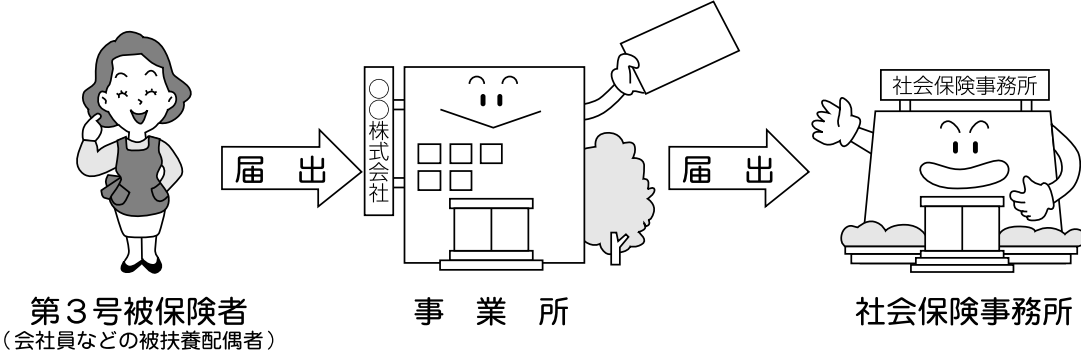 社会保険事務所
○○株式会社
届 出
届 出
第３号被保険者
（会社員などの被扶養配偶者）
事 業 所
社会保険事務所